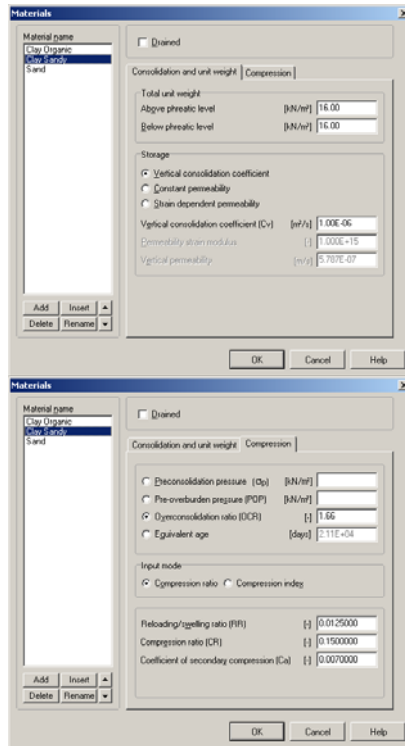 Materials
Material name
Clay Organic
Clay Sandy
Sand
Add Insert
Delete Rename
Drained
Consolidation and unit weight Compression
Total unit weight
Above phreatic level [kN/m³] 16.00
Below phreatic level [kN/m³] 16.00
Storage
Vertical consolidation coefficient
Constant permeability
Strain dependent permeability
Vertical consolidation coefficient (Cv) [m²/s] 1.00E-06
Permeability strain modulus [-] 1.000E+15
Vertical permeability [m/s] 5.787E-07
OK Cancel Help
Materials
Material name
Clay Organic
Clay Sandy
Sand
Add Insert
Delete Rename
Drained
Consolidation and unit weight Compression
Preconsolidation pressure (σp) [kN/m²]
Pre-overburden pressure (POP) [kN/m²]
Overconsolidation ratio (OCR) [-] 1.66
Equivalent age [days] 2.11E+04
Input mode
Compression ratio Compression index
Reloading/swelling ratio (RR) [-] 0.0125000
Compression ratio (CR) [-] 0.1500000
Coefficient of secondary compression (Ca) [-] 0.0070000
OK Cancel Help